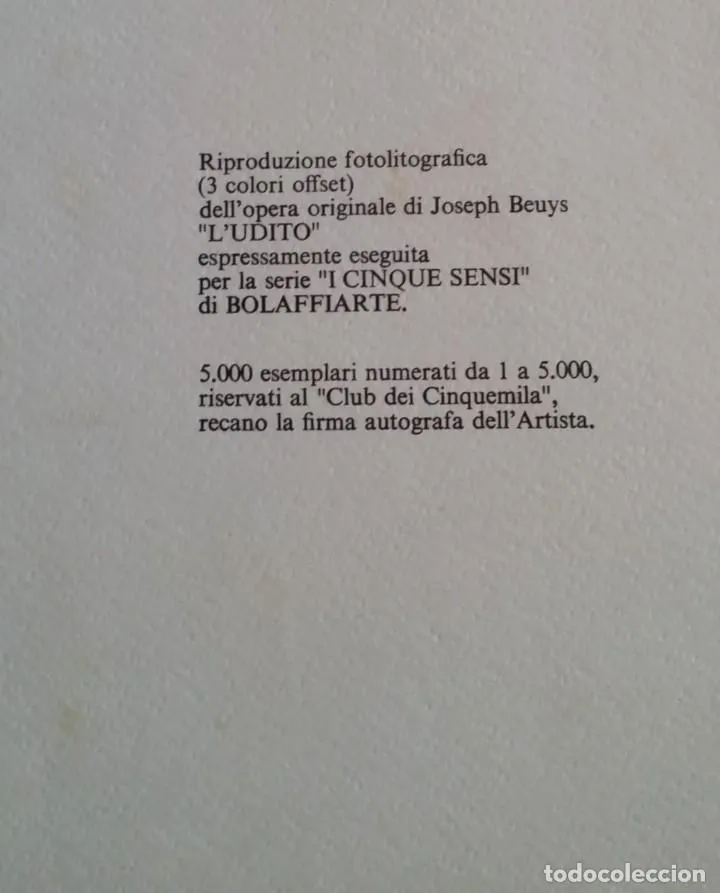 Riproduzione fotolitografica
(3 colori offset)
dell'opera originale di Joseph Beuys
"L'UDITO"
espressamente eseguita
per la serie "I CINQUE SENSI"
di BOLAFFIARTE.
5.000 esemplari numerati da 1 a 5.000,
riservati al "Club dei Cinquemila",
recano la firma autografa dell'Artista.
todocoleccion